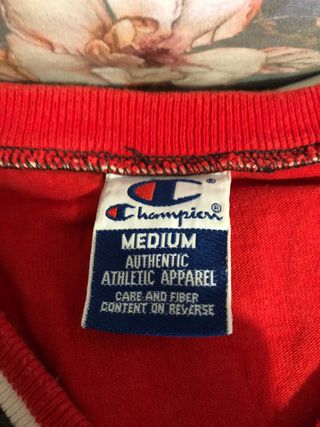 Champion®
MEDIUM
AUTHENTIC
ATHLETIC APPAREL
CARE AND FIBER
CONTENT ON REVERSE